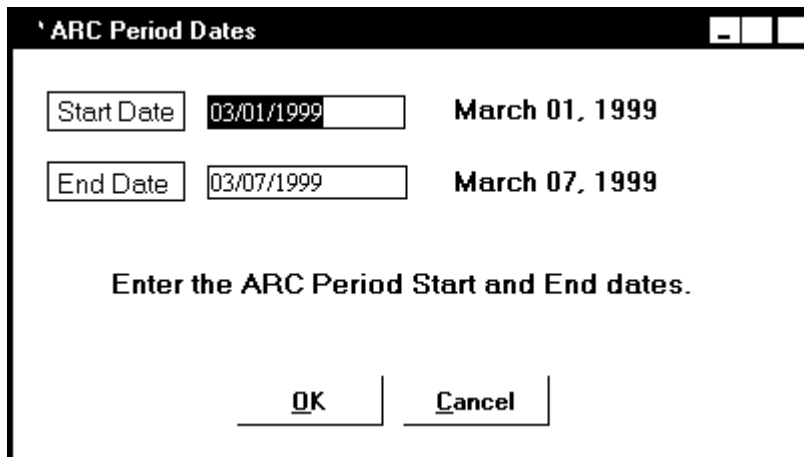 ARC Period Dates
Start Date 03/01/1999 March 01, 1999
End Date 03/07/1999 March 07, 1999
Enter the ARC Period Start and End dates.
OK Cancel